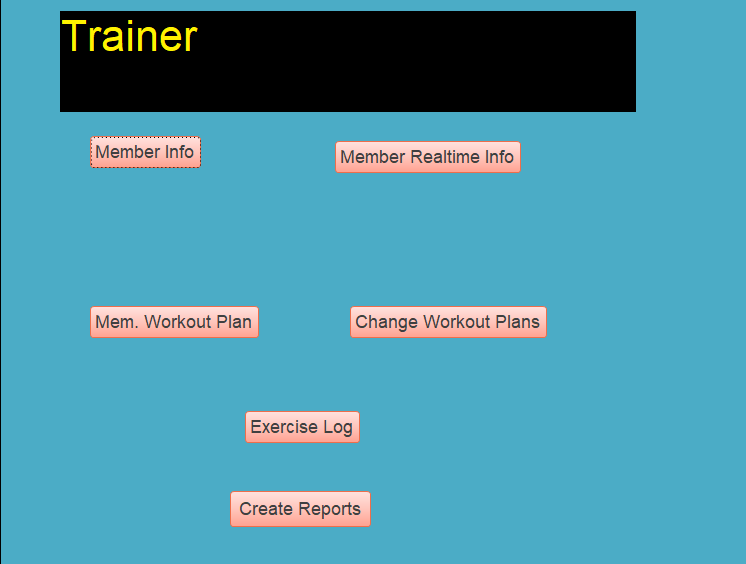 Trainer
Member Info
Member Realtime Info
Mem. Workout Plan
Change Workout Plans
Exercise Log
Create Reports